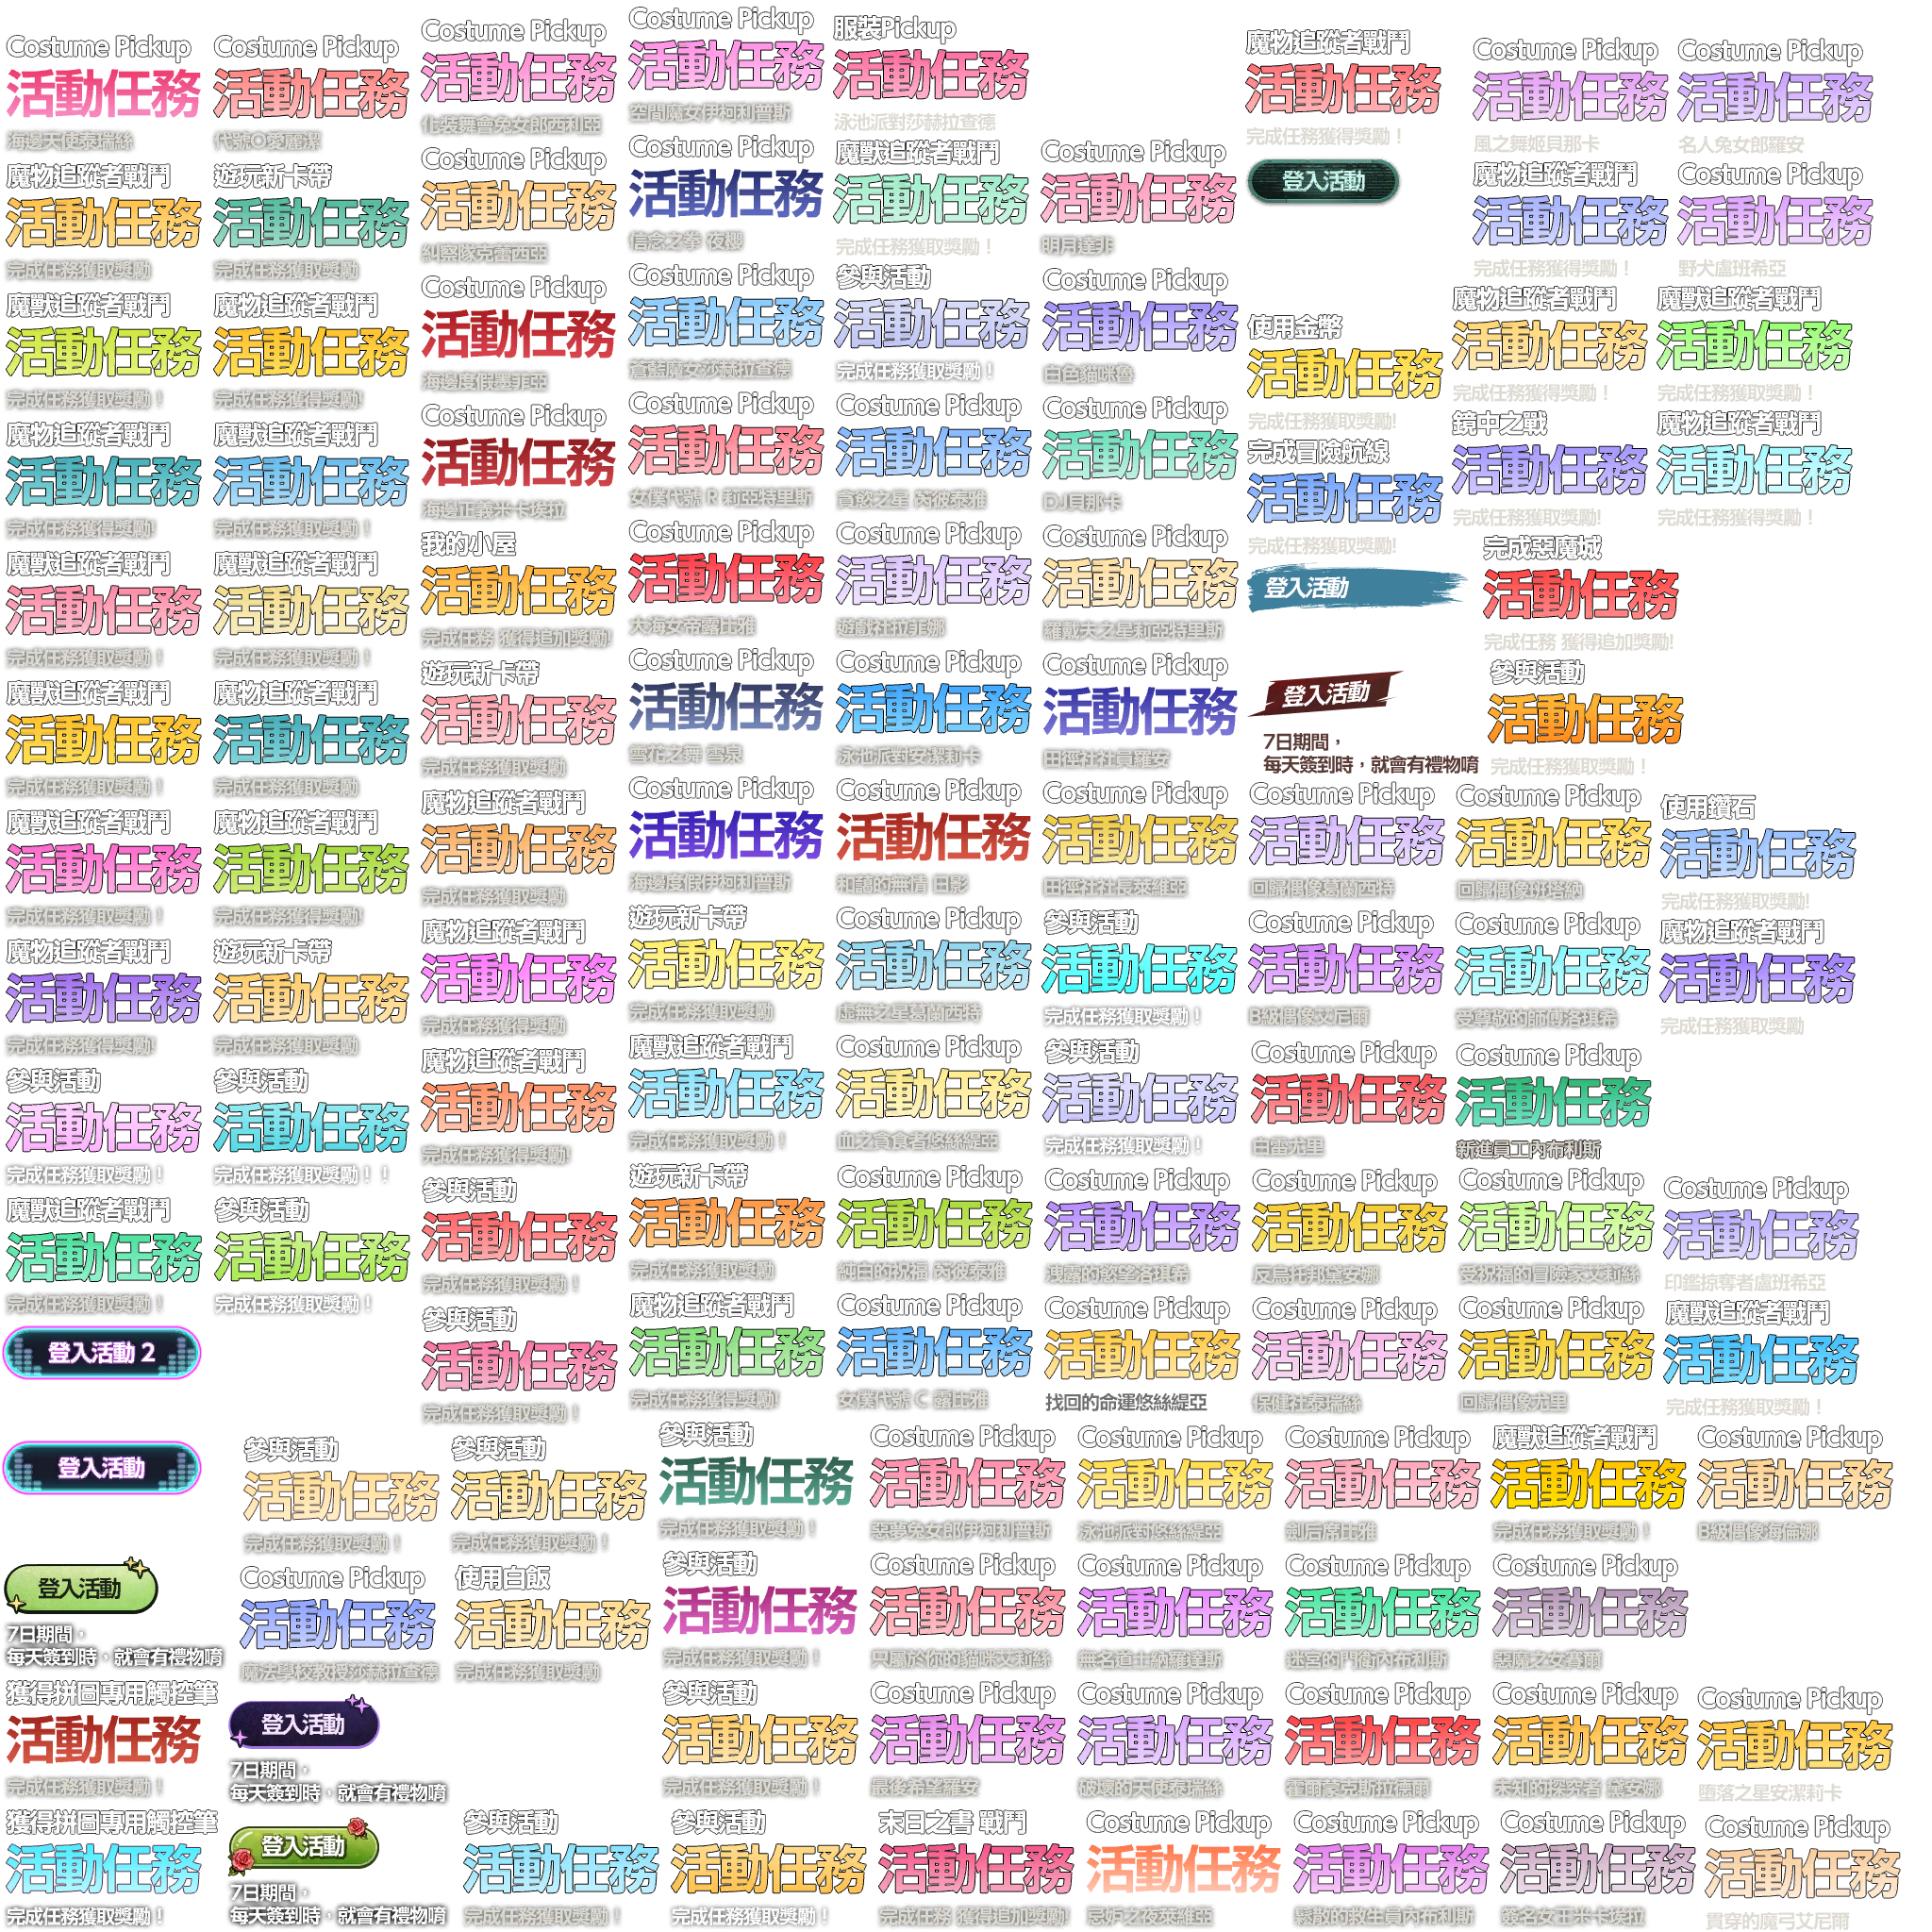 Costume Pickup
活動任務
海邊天使泰瑞絲
魔物追蹤者戰鬥
活動任務
完成任務獲取獎勵
魔獸追蹤者戰鬥
活動任務
完成任務獲取獎勵！
魔物追蹤者戰鬥
活動任務
完成任務獲得獎勵!
魔獸追蹤者戰鬥
活動任務
完成任務獲取獎勵！
魔獸追蹤者戰鬥
活動任務
完成任務獲取獎勵！
魔獸追蹤者戰鬥
活動任務
完成任務獲取獎勵！
魔物追蹤者戰鬥
活動任務
完成任務獲得獎勵!
參與活動
活動任務
完成任務獲取獎勵！
魔獸追蹤者戰鬥
活動任務
完成任務獲取獎勵！
登入活動 2
登入活動
登入活動
7日期間，
每天簽到時，就會有禮物唷
獲得拼圖專用觸控筆
活動任務
完成任務獲取獎勵！
獲得拼圖專用觸控筆
活動任務
完成任務獲取獎勵！
Costume Pickup
活動任務
代號O愛麗潔
遊玩新卡帶
活動任務
完成任務獲取獎勵
魔物追蹤者戰鬥
活動任務
完成任務獲得獎勵!
魔獸追蹤者戰鬥
活動任務
完成任務獲取獎勵！
魔獸追蹤者戰鬥
活動任務
完成任務獲取獎勵！
魔物追蹤者戰鬥
活動任務
完成任務獲取獎勵
魔物追蹤者戰鬥
活動任務
完成任務獲得獎勵!
遊玩新卡帶
活動任務
完成任務獲取獎勵
參與活動
活動任務
完成任務獲取獎勵！！
參與活動
活動任務
完成任務獲取獎勵！
參與活動
活動任務
完成任務獲取獎勵！
Costume Pickup
活動任務
魔法學校教授莎赫拉查德
登入活動
7日期間，
每天簽到時，就會有禮物唷
登入活動
7日期間，
每天簽到時，就會有禮物唷
Costume Pickup
活動任務
化裝舞會兔女郎西利亞
Costume Pickup
活動任務
糾察隊克蕾西亞
Costume Pickup
活動任務
海邊度假墨菲亞
Costume Pickup
活動任務
海邊正義米卡埃拉
我的小屋
活動任務
完成任務 獲得追加獎勵!
遊玩新卡帶
活動任務
完成任務獲取獎勵
魔物追蹤者戰鬥
活動任務
完成任務獲取獎勵
魔物追蹤者戰鬥
活動任務
完成任務獲得獎勵
魔物追蹤者戰鬥
活動任務
完成任務獲得獎勵!
參與活動
活動任務
完成任務獲取獎勵！
參與活動
活動任務
完成任務獲取獎勵！
參與活動
活動任務
完成任務獲取獎勵！
使用白飯
活動任務
完成任務獲取獎勵
參與活動
活動任務
完成任務獲取獎勵！
Costume Pickup
活動任務
空間魔女伊柯利普斯
Costume Pickup
活動任務
信念之拳 夜櫻
Costume Pickup
活動任務
蒼藍魔女莎赫拉查德
Costume Pickup
活動任務
女僕代號 R 莉亞特里斯
Costume Pickup
活動任務
大海女帝露比雅
Costume Pickup
活動任務
雪花之舞 雪泉
Costume Pickup
活動任務
海邊度假伊柯利普斯
遊玩新卡帶
活動任務
完成任務獲取獎勵
魔獸追蹤者戰鬥
活動任務
完成任務獲取獎勵！
遊玩新卡帶
活動任務
完成任務獲取獎勵
魔物追蹤者戰鬥
活動任務
完成任務獲得獎勵!
參與活動
活動任務
完成任務獲取獎勵！
參與活動
活動任務
完成任務獲取獎勵！
參與活動
活動任務
完成任務獲取獎勵！
參與活動
活動任務
完成任務獲取獎勵！
服裝Pickup
活動任務
泳池派對莎赫拉查德
魔獸追蹤者戰鬥
活動任務
完成任務獲取獎勵！
參與活動
活動任務
完成任務獲取獎勵！
Costume Pickup
活動任務
貪慾之星 芮彼泰雅
Costume Pickup
活動任務
遊戲社拉菲娜
Costume Pickup
活動任務
泳池派對安潔莉卡
Costume Pickup
活動任務
和諧的無情 日影
Costume Pickup
活動任務
虛無之星葛蘭西特
Costume Pickup
活動任務
血之貪食者悠絲緹亞
Costume Pickup
活動任務
純白的祝福 芮彼泰雅
Costume Pickup
活動任務
女僕代號 C 露比雅
Costume Pickup
活動任務
惡夢兔女郎伊柯利普斯
Costume Pickup
活動任務
只屬於你的貓咪艾莉絲
Costume Pickup
活動任務
最後希望羅安
末日之書 戰鬥
活動任務
完成任務 獲得追加獎勵!
Costume Pickup
活動任務
明月達非
Costume Pickup
活動任務
白色貓咪魯
Costume Pickup
活動任務
DJ貝那卡
Costume Pickup
活動任務
羅戴夫之星莉亞特里斯
Costume Pickup
活動任務
田徑社社員羅安
Costume Pickup
活動任務
田徑社社長萊維亞
參與活動
活動任務
完成任務獲取獎勵！
參與活動
活動任務
完成任務獲取獎勵！
Costume Pickup
活動任務
洩露的慾望洛琪希
Costume Pickup
活動任務
找回的命運悠絲緹亞
Costume Pickup
活動任務
泳池派對悠絲緹亞
Costume Pickup
活動任務
無名道士納羅達斯
Costume Pickup
活動任務
破壞的天使泰瑞絲
Costume Pickup
活動任務
忌妒之夜萊維亞
魔物追蹤者戰鬥
活動任務
完成任務獲得獎勵！
登入活動
使用金幣
活動任務
完成任務獲取獎勵!
完成冒險航線
活動任務
完成任務獲取獎勵!
登入活動
登入活動
7日期間，
每天簽到時，就會有禮物唷
Costume Pickup
活動任務
回歸偶像葛蘭西特
Costume Pickup
活動任務
B級偶像艾尼爾
Costume Pickup
活動任務
白雷尤里
Costume Pickup
活動任務
反烏托邦黛安娜
Costume Pickup
活動任務
保健社泰瑞絲
Costume Pickup
活動任務
劍后席比雅
Costume Pickup
活動任務
迷宮的門衛內布利斯
Costume Pickup
活動任務
霍爾蒙克斯拉德爾
Costume Pickup
活動任務
鬆散的救生員內布利斯
Costume Pickup
活動任務
風之舞姬貝那卡
魔物追蹤者戰鬥
活動任務
完成任務獲得獎勵！
魔物追蹤者戰鬥
活動任務
完成任務獲得獎勵！
鏡中之戰
活動任務
完成任務獲取獎勵!
完成惡魔城
活動任務
完成任務 獲得追加獎勵!
參與活動
活動任務
完成任務獲取獎勵！
Costume Pickup
活動任務
回歸偶像班塔納
Costume Pickup
活動任務
受尊敬的師傅洛琪希
Costume Pickup
活動任務
新進員工內布利斯
Costume Pickup
活動任務
受祝福的冒險家艾莉絲
Costume Pickup
活動任務
回歸偶像尤里
魔獸追蹤者戰鬥
活動任務
完成任務獲取獎勵！
Costume Pickup
活動任務
惡魔之女賽爾
Costume Pickup
活動任務
未知的探究者 黛安娜
Costume Pickup
活動任務
簽名女王米卡埃拉
Costume Pickup
活動任務
名人兔女郎羅安
Costume Pickup
活動任務
野犬盧班希亞
魔獸追蹤者戰鬥
活動任務
完成任務獲取獎勵！
魔物追蹤者戰鬥
活動任務
完成任務獲得獎勵！
使用鑽石
活動任務
完成任務獲取獎勵!
魔物追蹤者戰鬥
活動任務
完成任務獲取獎勵
Costume Pickup
活動任務
印鑑掠奪者盧班希亞
魔獸追蹤者戰鬥
活動任務
完成任務獲取獎勵！
Costume Pickup
活動任務
B級偶像海倫娜
Costume Pickup
活動任務
墮落之星安潔莉卡
Costume Pickup
活動任務
貫穿的魔弓艾尼爾